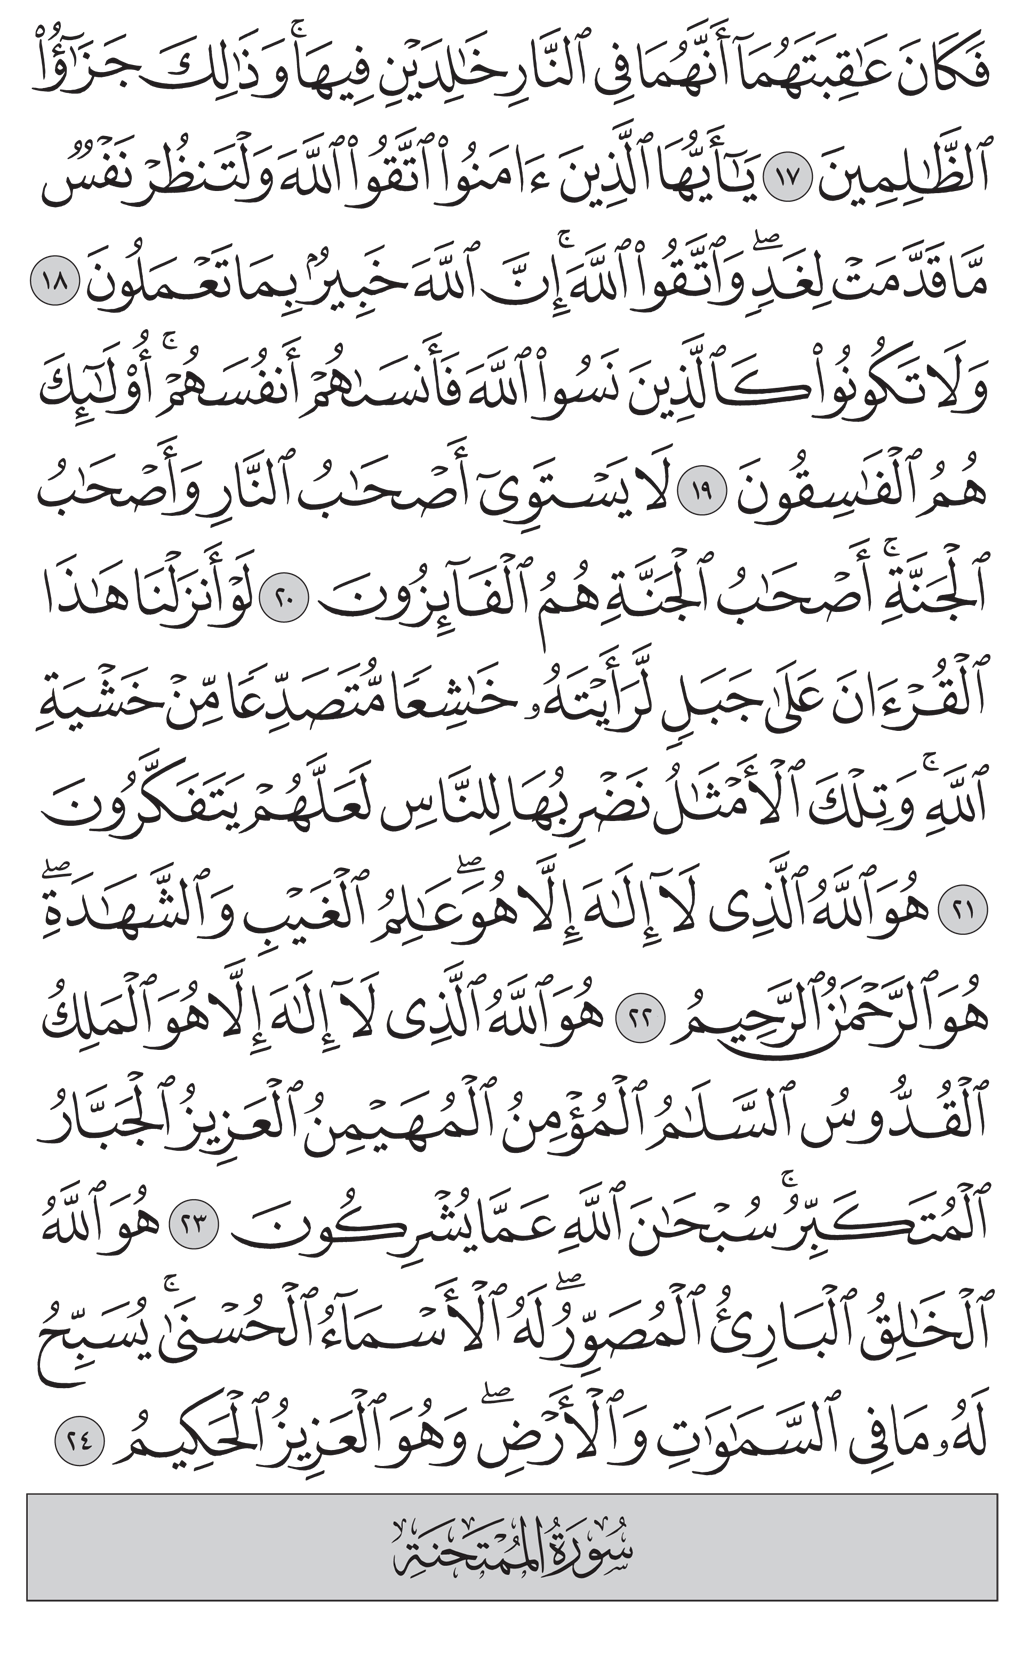 فَكَانَ عَٰقِبَتَهُمَآ أَنَّهُمَا فِى ٱلنَّارِ خَٰلِدَيْنِ فِيهَا ۚ وَذَٰلِكَ جَزَٰٓؤُا۟
ٱلظَّٰلِمِينَ ١٧ يَٰٓأَيُّهَا ٱلَّذِينَ ءَامَنُوا۟ ٱتَّقُوا۟ ٱللَّهَ وَلْتَنظُرْ نَفْسٌ
مَّا قَدَّمَتْ لِغَدٍ ۖ وَٱتَّقُوا۟ ٱللَّهَ ۚ إِنَّ ٱللَّهَ خَبِيرٌۢ بِمَا تَعْمَلُونَ ١٨
وَلَا تَكُونُوا۟ كَٱلَّذِينَ نَسُوا۟ ٱللَّهَ فَأَنسَىٰهُمْ أَنفُسَهُمْ ۚ أُو۟لَٰٓئِكَ
هُمُ ٱلْفَٰسِقُونَ ١٩ لَا يَسْتَوِىٓ أَصْحَٰبُ ٱلنَّارِ وَأَصْحَٰبُ
ٱلْجَنَّةِ ۚ أَصْحَٰبُ ٱلْجَنَّةِ هُمُ ٱلْفَآئِزُونَ ٢٠ لَوْ أَنزَلْنَا هَٰذَا
ٱلْقُرْءَانَ عَلَىٰ جَبَلٍ لَّرَأَيْتَهُۥ خَٰشِعًا مُّتَصَدِّعًا مِّنْ خَشْيَةِ
ٱللَّهِ ۚ وَتِلْكَ ٱلْأَمْثَٰلُ نَضْرِبُهَا لِلنَّاسِ لَعَلَّهُمْ يَتَفَكَّرُونَ
٢١ هُوَ ٱللَّهُ ٱلَّذِى لَآ إِلَٰهَ إِلَّا هُوَ ۖ عَٰلِمُ ٱلْغَيْبِ وَٱلشَّهَٰدَةِ ۖ
هُوَ ٱلرَّحْمَٰنُ ٱلرَّحِيمُ ٢٢ هُوَ ٱللَّهُ ٱلَّذِى لَآ إِلَٰهَ إِلَّا هُوَ ٱلْمَلِكُ
ٱلْقُدُّوسُ ٱلسَّلَٰمُ ٱلْمُؤْمِنُ ٱلْمُهَيْمِنُ ٱلْعَزِيزُ ٱلْجَبَّارُ
ٱلْمُتَكَبِّرُ ۚ سُبْحَٰنَ ٱللَّهِ عَمَّا يُشْرِكُونَ ٢٣ هُوَ ٱللَّهُ
ٱلْخَٰلِقُ ٱلْبَارِئُ ٱلْمُصَوِّرُ ۖ لَهُ ٱلْأَسْمَآءُ ٱلْحُسْنَىٰ ۚ يُسَبِّحُ
لَهُۥ مَا فِى ٱلسَّمَٰوَٰتِ وَٱلْأَرْضِ ۖ وَهُوَ ٱلْعَزِيزُ ٱلْحَكِيمُ ٢٤
سُورَةُ المُمْتَحَنَةِ